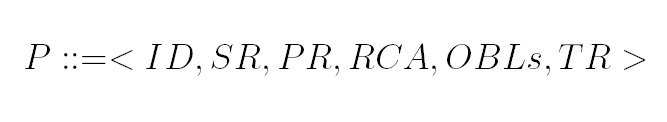 P ::=< ID, SR, PR, RCA, OBLs, TR >